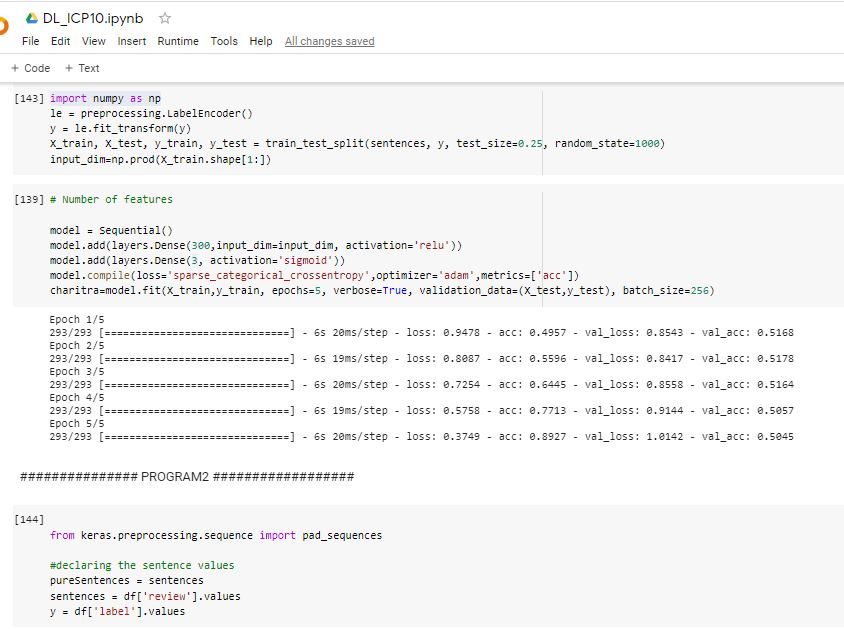 DL_ICP10.ipynb
File Edit View Insert Runtime Tools Help All changes saved
+ Code + Text
[143] import numpy as np
le = preprocessing.LabelEncoder()
y = le.fit_transform(y)
X_train, X_test, y_train, y_test = train_test_split(sentences, y, test_size=0.25, random_state=1000)
input_dim=np.prod(X_train.shape[1:])
[139] # Number of features
model = Sequential()
model.add(layers.Dense(300,input_dim=input_dim, activation='relu'))
model.add(layers.Dense(3, activation='sigmoid'))
model.compile(loss='sparse_categorical_crossentropy',optimizer='adam',metrics=['acc'])
charitra=model.fit(X_train,y_train, epochs=5, verbose=True, validation_data=(X_test,y_test), batch_size=256)
Epoch 1/5
293/293 [==============================] - 6s 20ms/step - loss: 0.9478 - acc: 0.4957 - val_loss: 0.8543 - val_acc: 0.5168
Epoch 2/5
293/293 [==============================] - 6s 19ms/step - loss: 0.8087 - acc: 0.5596 - val_loss: 0.8417 - val_acc: 0.5178
Epoch 3/5
293/293 [==============================] - 6s 20ms/step - loss: 0.7254 - acc: 0.6445 - val_loss: 0.8558 - val_acc: 0.5164
Epoch 4/5
293/293 [==============================] - 6s 19ms/step - loss: 0.5758 - acc: 0.7713 - val_loss: 0.9144 - val_acc: 0.5057
Epoch 5/5
293/293 [==============================] - 6s 20ms/step - loss: 0.3749 - acc: 0.8927 - val_loss: 1.0142 - val_acc: 0.5045
############### PROGRAM2 ##################
[144]
from keras.preprocessing.sequence import pad_sequences
#declaring the sentence values
pureSentences = sentences
sentences = df['review'].values
y = df['label'].values